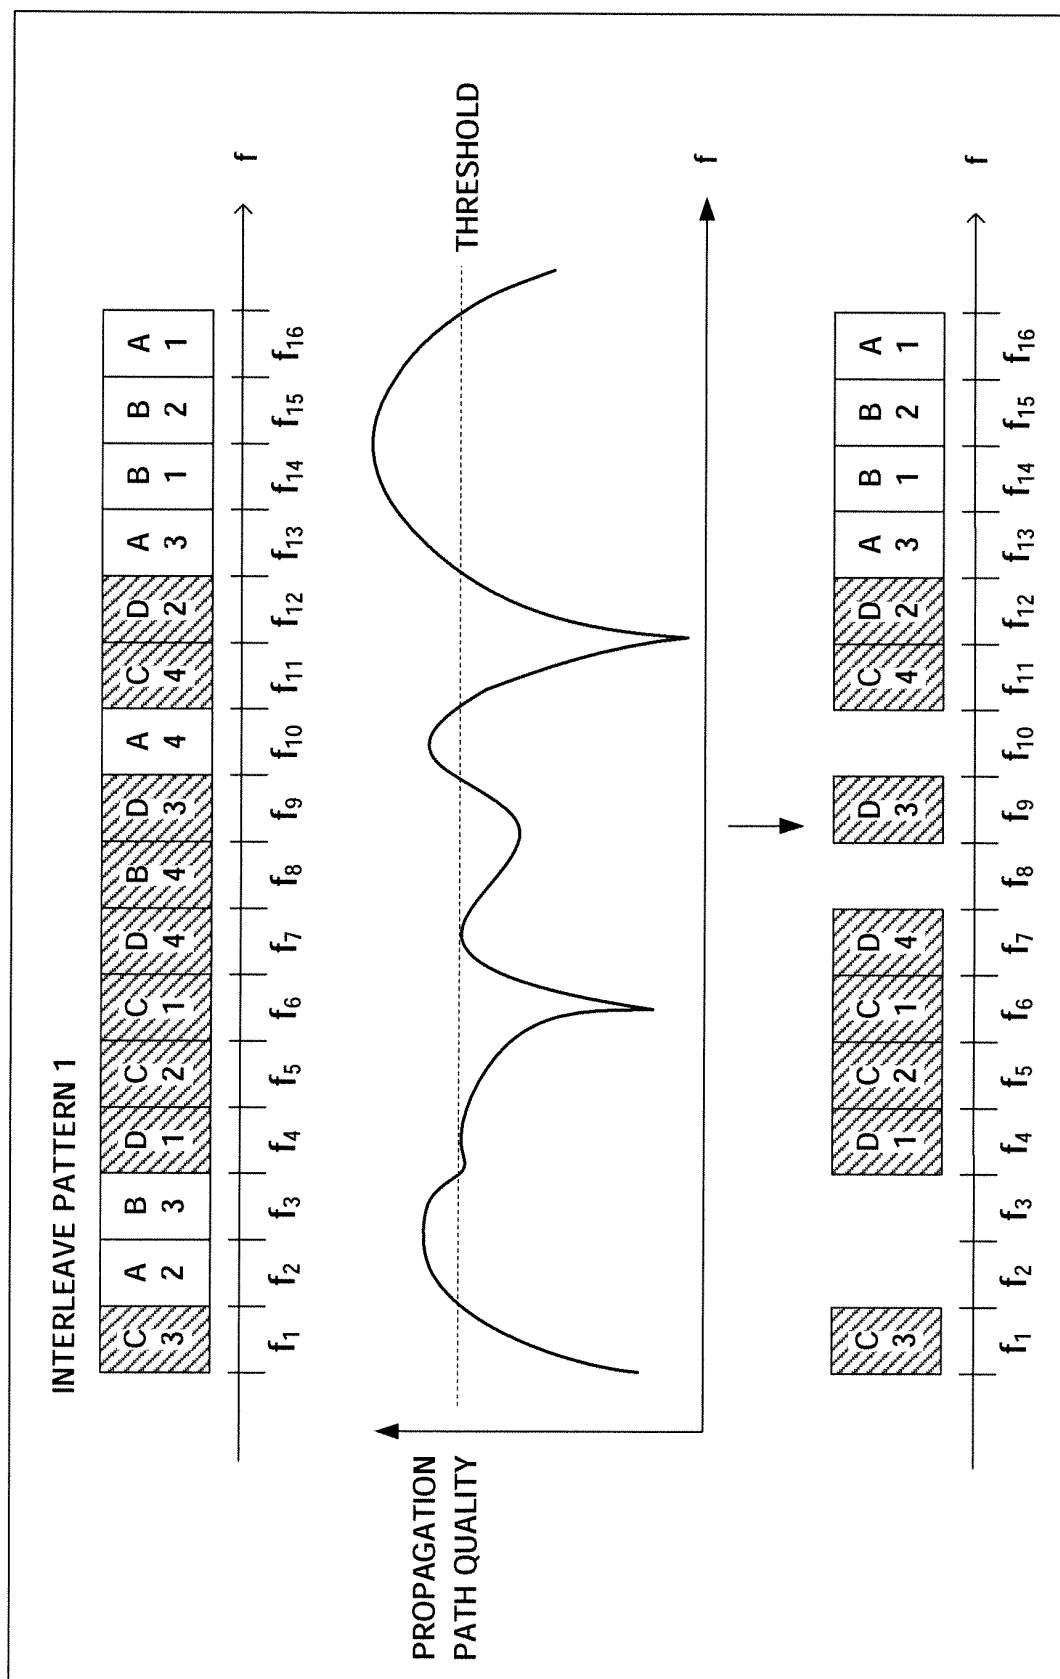 INTERLEAVE PATTERN 1
C A B D C C D B D A C D A B B A
3 2 3 1 2 1 4 4 3 4 4 2 3 1 2 1
f
f1 f2 f3 f4 f5 f6 f7 f8 f9 f10 f11 f12 f13 f14 f15 f16
PROPAGATION
PATH QUALITY
THRESHOLD
f
C D C C D D C D A B B A
3 1 2 1 4 3 4 2 3 1 2 1
f
f1 f2 f3 f4 f5 f6 f7 f8 f9 f10 f11 f12 f13 f14 f15 f16